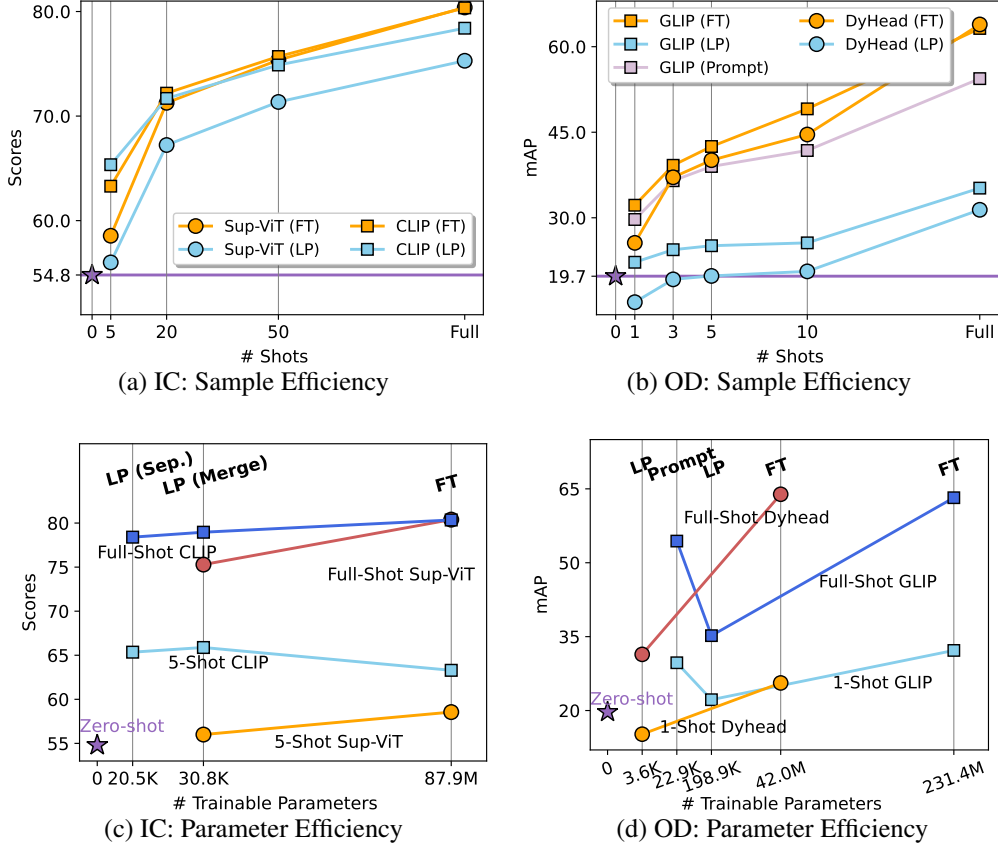 80.0
70.0
60.0
54.8
Scores
Sup-ViT (FT)
Sup-ViT (LP)
CLIP (FT)
CLIP (LP)
0 5 20 50 Full
# Shots
(a) IC: Sample Efficiency
60.0
45.0
30.0
19.7
mAP
GLIP (FT)
GLIP (LP)
GLIP (Prompt)
DyHead (FT)
DyHead (LP)
0 1 3 5 10 Full
# Shots
(b) OD: Sample Efficiency
LP (Sep.)
LP (Merge)
FT
80
75
70
65
60
55
Scores
Full-Shot CLIP
Full-Shot Sup-ViT
5-Shot CLIP
Zero-shot
5-Shot Sup-ViT
0 20.5K 30.8K 87.9M
# Trainable Parameters
(c) IC: Parameter Efficiency
LP
Prompt
LP
FT
FT
65
50
35
20
mAP
Full-Shot Dyhead
Full-Shot GLIP
1-Shot GLIP
Zero-shot
1-Shot Dyhead
0 3.6K 22.9K 198.9K 42.0M 231.4M
# Trainable Parameters
(d) OD: Parameter Efficiency